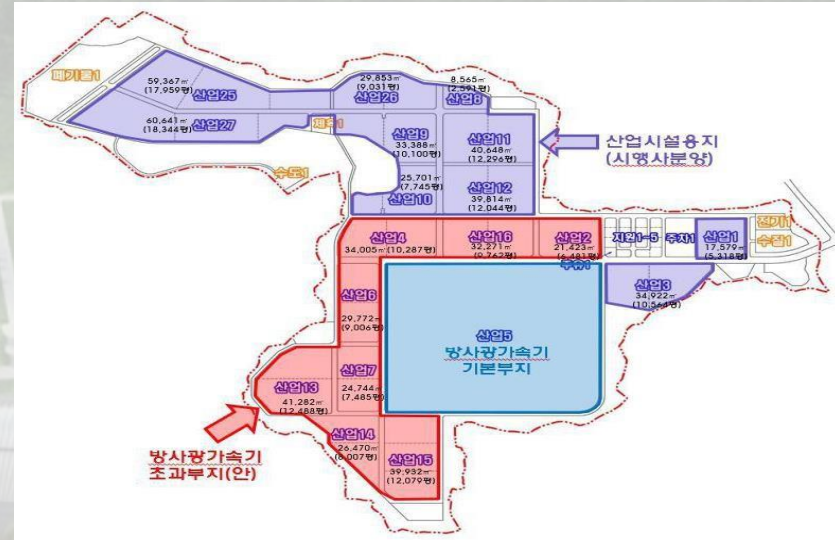 폐기물1
59,367㎡
(17,959평)
산업25
29,853㎡
(9,031평)
산업26
8,565㎡
(2,591평)
산업8
60,641㎡
(18,344평)
산업27
산업9
33,388㎡
(10,100평)
산업11
40,648㎡
(12,296평)
산업시설용지
(시행사분양)
수도1
25,701㎡
(7,745평)
산업10
산업12
39,814㎡
(12,044평)
산업4
34,005㎡(10,287평)
산업16
32,271㎡
(9,762평)
산업2
21,423㎡
(6,481평)
지원1-5
주차1
산업1
17,579㎡
(5,318평)
전기1
수질1
주유1
산업3
34,922㎡
(10,564평)
산업6
29,772㎡
(9,006평)
산업5
방사광가속기
기본부지
산업7
24,744㎡
(7,485평)
산업13
41,282㎡
(12,488평)
산업14
26,470㎡
(8,007평)
산업15
39,932㎡
(12,079평)
방사광가속기
초과부지(안)